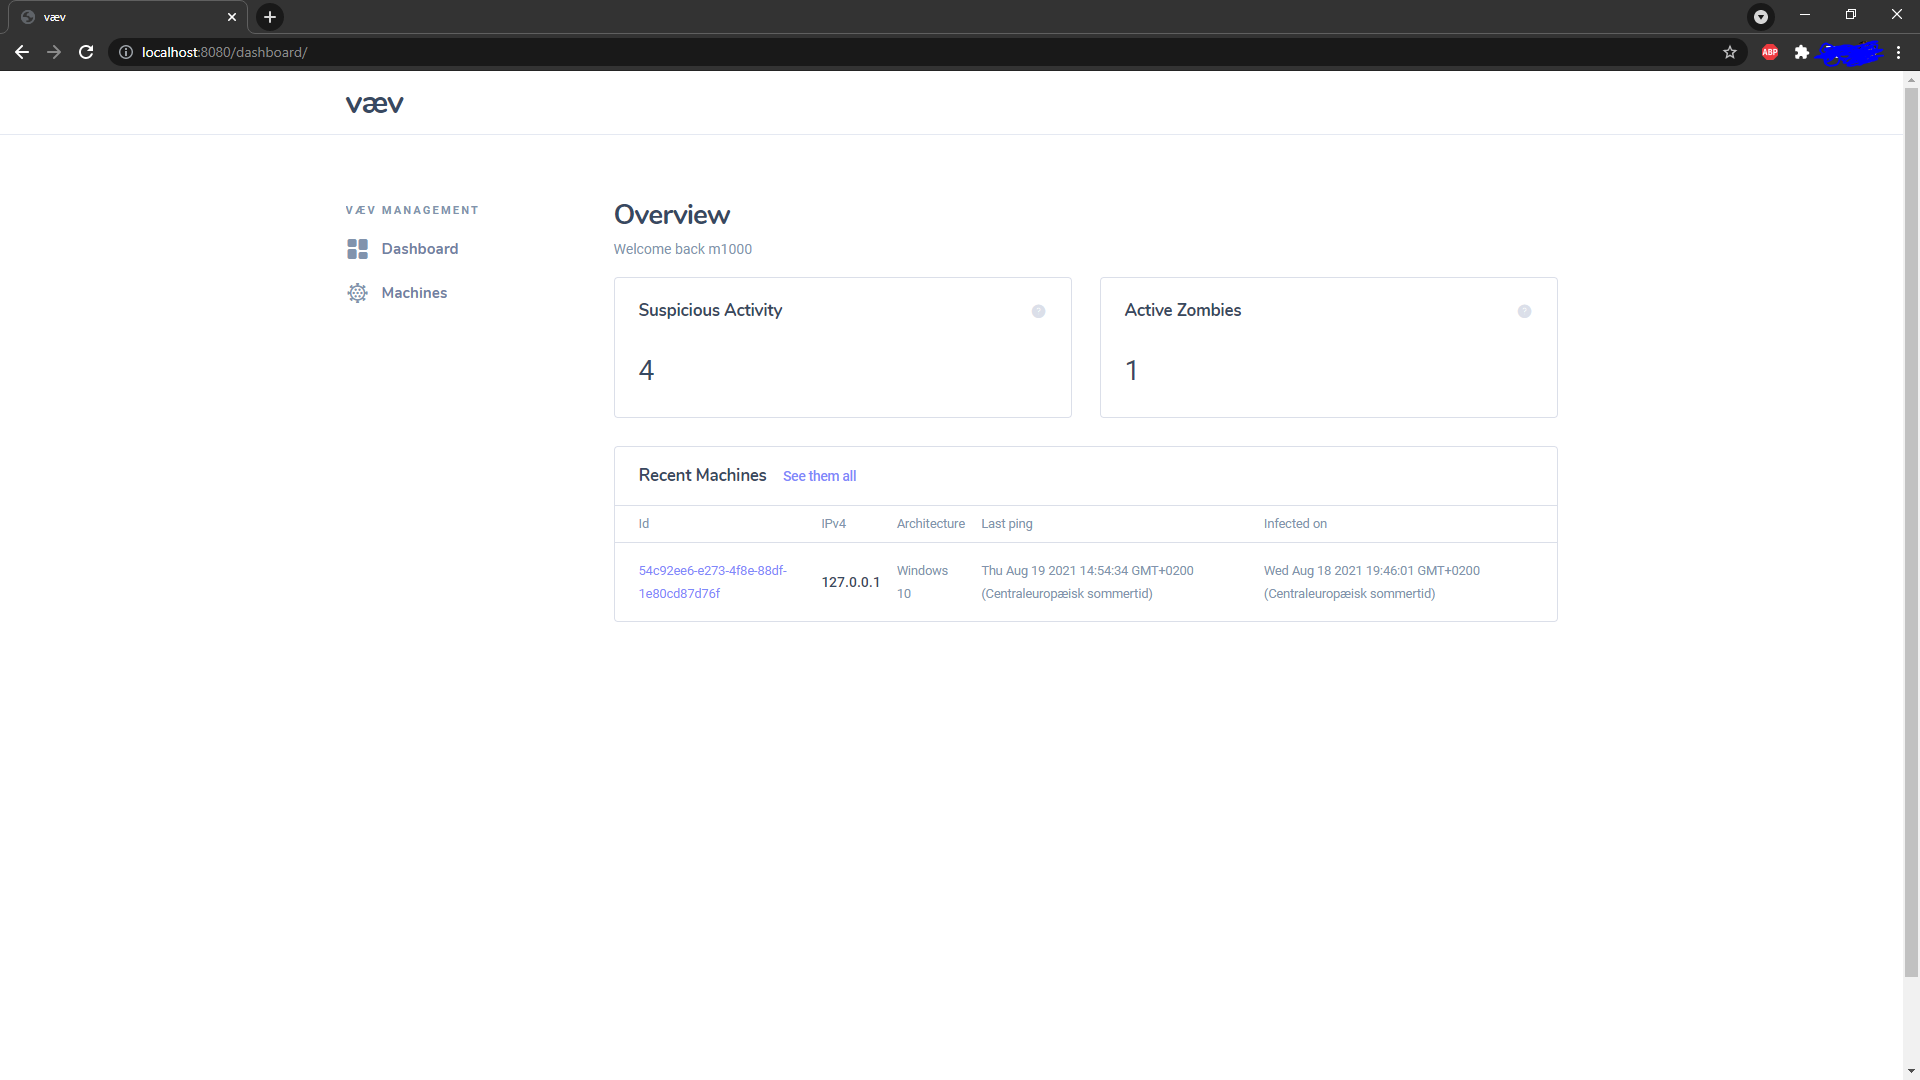 væv
localhost:8080/dashboard/
ABP
væv
VÆV MANAGEMENT
Dashboard
Machines
Overview
Welcome back m1000
Suspicious Activity
?
4
Active Zombies
?
1
Recent Machines See them all
Id IPv4 Architecture Last ping Infected on
54c92ee6-e273-4f8e-88df- 127.0.0.1 Windows Thu Aug 19 2021 14:54:34 GMT+0200 Wed Aug 18 2021 19:46:01 GMT+0200
1e80cd87d76f 10 (Centraleuropæisk sommertid) (Centraleuropæisk sommertid)